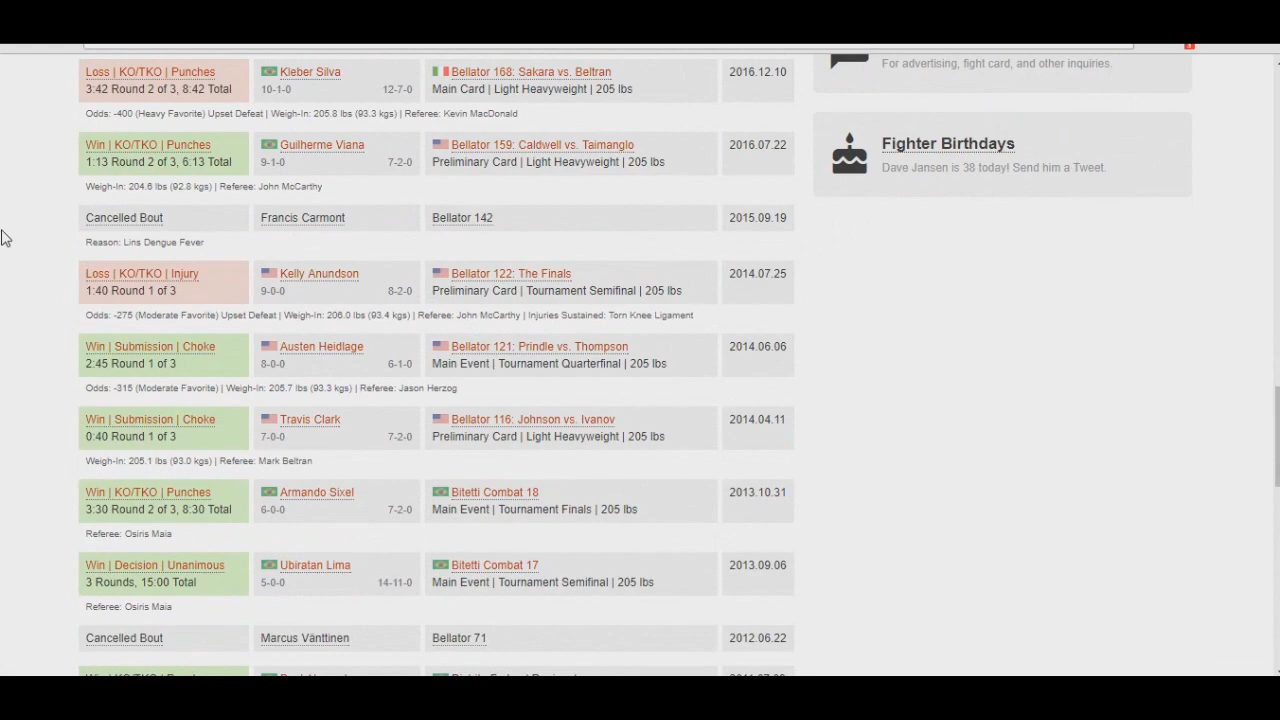 Loss | KO/TKO | Punches Kleber Silva Bellator 168: Sakara vs. Beltran 2016.12.10
3:42 Round 2 of 3, 8:42 Total 10-1-0 12-7-0 Main Card | Light Heavyweight | 205 lbs
Odds: -400 (Heavy Favorite) Upset Defeat | Weigh-In: 205.8 lbs (93.3 kgs) | Referee: Kevin MacDonald
Win | KO/TKO | Punches Guilherme Viana Bellator 159: Caldwell vs. Taimanglo 2016.07.22
1:13 Round 2 of 3, 6:13 Total 9-1-0 7-2-0 Preliminary Card | Light Heavyweight | 205 lbs
Weigh-In: 204.6 lbs (92.8 kgs) | Referee: John McCarthy
Cancelled Bout Francis Carmont Bellator 142 2015.09.19
Reason: Lins Dengue Fever
Loss | KO/TKO | Injury Kelly Anundson Bellator 122: The Finals 2014.07.25
1:40 Round 1 of 3 9-0-0 8-2-0 Preliminary Card | Tournament Semifinal | 205 lbs
Odds: -275 (Moderate Favorite) Upset Defeat | Weigh-In: 206.0 lbs (93.4 kgs) | Referee: John McCarthy | Injuries Sustained: Torn Knee Ligament
Win | Submission | Choke Austen Heidlage Bellator 121: Prindle vs. Thompson 2014.06.06
2:45 Round 1 of 3 8-0-0 6-1-0 Main Event | Tournament Quarterfinal | 205 lbs
Odds: -315 (Moderate Favorite) | Weigh-In: 205.7 lbs (93.3 kgs) | Referee: Jason Herzog
Win | Submission | Choke Travis Clark Bellator 116: Johnson vs. Ivanov 2014.04.11
0:40 Round 1 of 3 7-0-0 7-2-0 Preliminary Card | Light Heavyweight | 205 lbs
Weigh-In: 205.1 lbs (93.0 kgs) | Referee: Mark Beltran
Win | KO/TKO | Punches Armando Sixel Bitetti Combat 18 2013.10.31
3:30 Round 2 of 3, 8:30 Total 6-0-0 7-2-0 Main Event | Tournament Finals | 205 lbs
Referee: Osiris Maia
Win | Decision | Unanimous Ubiratan Lima Bitetti Combat 17 2013.09.06
3 Rounds, 15:00 Total 5-0-0 14-11-0 Main Event | Tournament Semifinal | 205 lbs
Referee: Osiris Maia
Cancelled Bout Marcus Vänttinen Bellator 71 2012.06.22
For advertising, fight card, and other inquiries.
Fighter Birthdays
Dave Jansen is 38 today! Send him a Tweet.